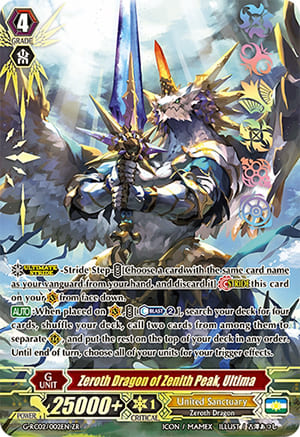 4
GRADE
ULTIMATE
STRIDE
-Stride Step-[Choose a card with the same name
as your vanguard from your hand, and discard it] STRIDE this card
on your from face down.
AUTO :When placed on [C BLAST 2], search your deck for four
cards, shuffle your deck, call two cards from among them to
separate , and put the rest on the top of your deck in any order.
Until end of turn, choose all of your units for your trigger effects.
G
UNIT
Zeroth Dragon of Zenith Peak, Ultima
POWER
25000+
1
CRITICAL
United Sanctuary
Zeroth Dragon
G-RC02/002EN-ZR
ICON / MAMEX
ILLUST.